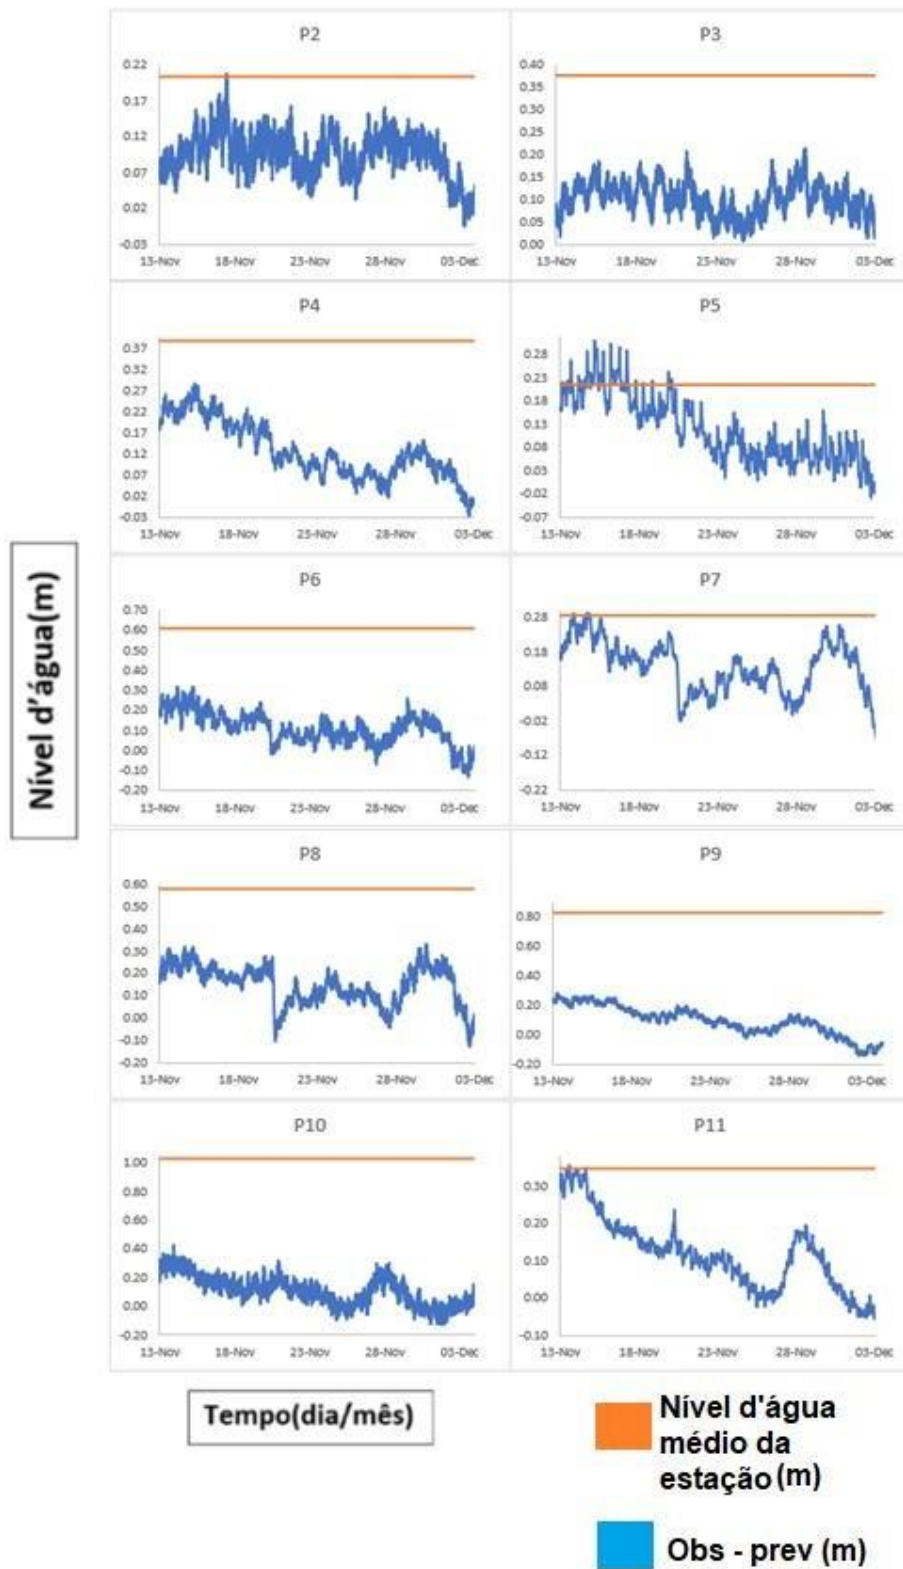 P2
0.22
0.17
0.12
0.07
0.02
-0.03
13-Nov 18-Nov 23-Nov 28-Nov 03-Dec
P3
0.40
0.35
0.30
0.25
0.20
0.15
0.10
0.05
0.00
13-Nov 18-Nov 23-Nov 28-Nov 03-Dec
P4
0.37
0.32
0.27
0.22
0.17
0.12
0.07
0.02
-0.03
13-Nov 18-Nov 23-Nov 28-Nov 03-Dec
P5
0.28
0.23
0.18
0.13
0.08
0.03
-0.02
-0.07
13-Nov 18-Nov 23-Nov 28-Nov 03-Dec
Nível d'água(m)
P6
0.70
0.60
0.50
0.40
0.30
0.20
0.10
0.00
-0.10
-0.20
13-Nov 18-Nov 23-Nov 28-Nov 03-Dec
P7
0.28
0.18
0.08
-0.02
-0.12
-0.22
13-Nov 18-Nov 23-Nov 28-Nov 03-Dec
P8
0.60
0.50
0.40
0.30
0.20
0.10
0.00
-0.10
-0.20
13-Nov 18-Nov 23-Nov 28-Nov 03-Dec
P9
0.80
0.60
0.40
0.20
0.00
-0.20
13-Nov 18-Nov 23-Nov 28-Nov 03-Dec
P10
1.00
0.80
0.60
0.40
0.20
0.00
-0.20
13-Nov 18-Nov 23-Nov 28-Nov 03-Dec
P11
0.30
0.20
0.10
0.00
-0.10
13-Nov 18-Nov 23-Nov 28-Nov 03-Dec
Tempo(dia/mês)
Nível d'água
médio da
estação (m)
Obs - prev (m)